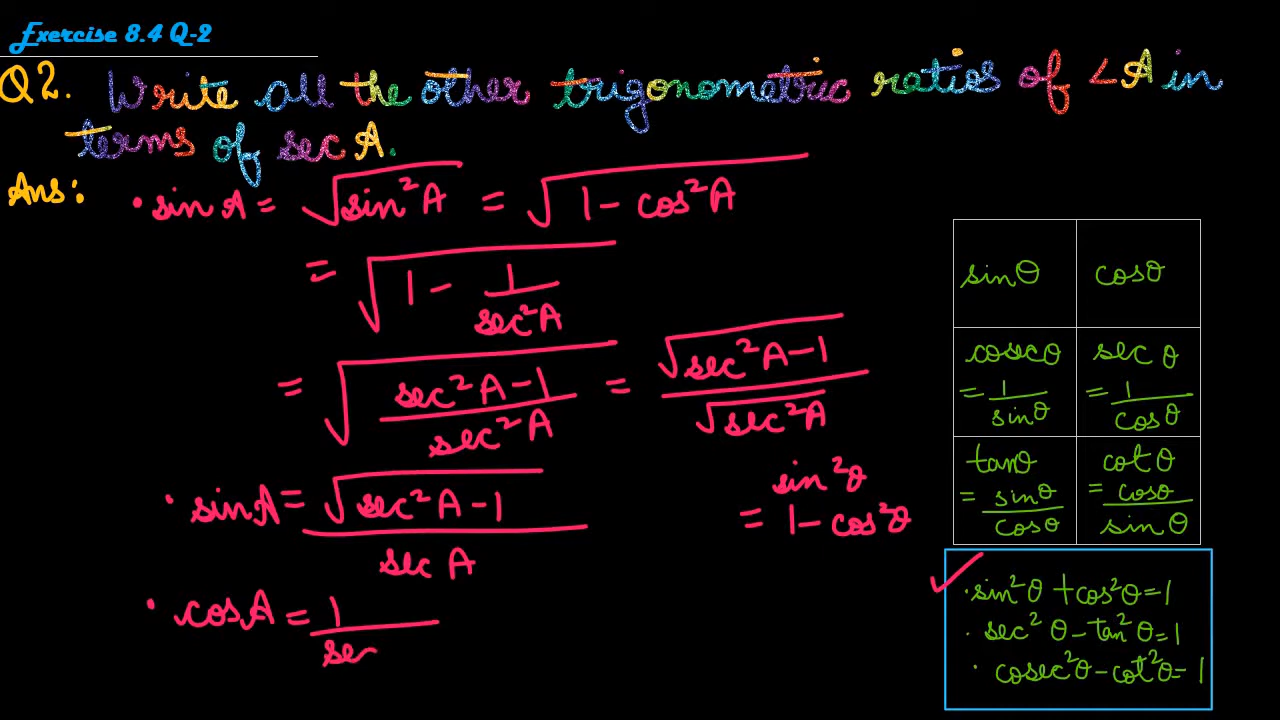 Exercise 8.4 Q-2
Q2. Write all the other trigonometric ratios of ∠A in
terms of sec A.
Ans: • sin A = √(sin²A) = √(1 - cos²A)
= √(1 - 1/sec²A)
= √((sec²A - 1)/sec²A) = √(sec²A - 1)/√(sec²A)
• sin A = √(sec²A - 1)/sec A
sin²θ
= 1 - cos²θ
• cos A = 1/se
sinθ cosθ
cosecθ secθ
= 1/sinθ = 1/cosθ
tanθ cotθ
= sinθ/cosθ = cosθ/sinθ
• sin²θ + cos²θ = 1
• sec²θ - tan²θ = 1
• cosec²θ - cot²θ = 1